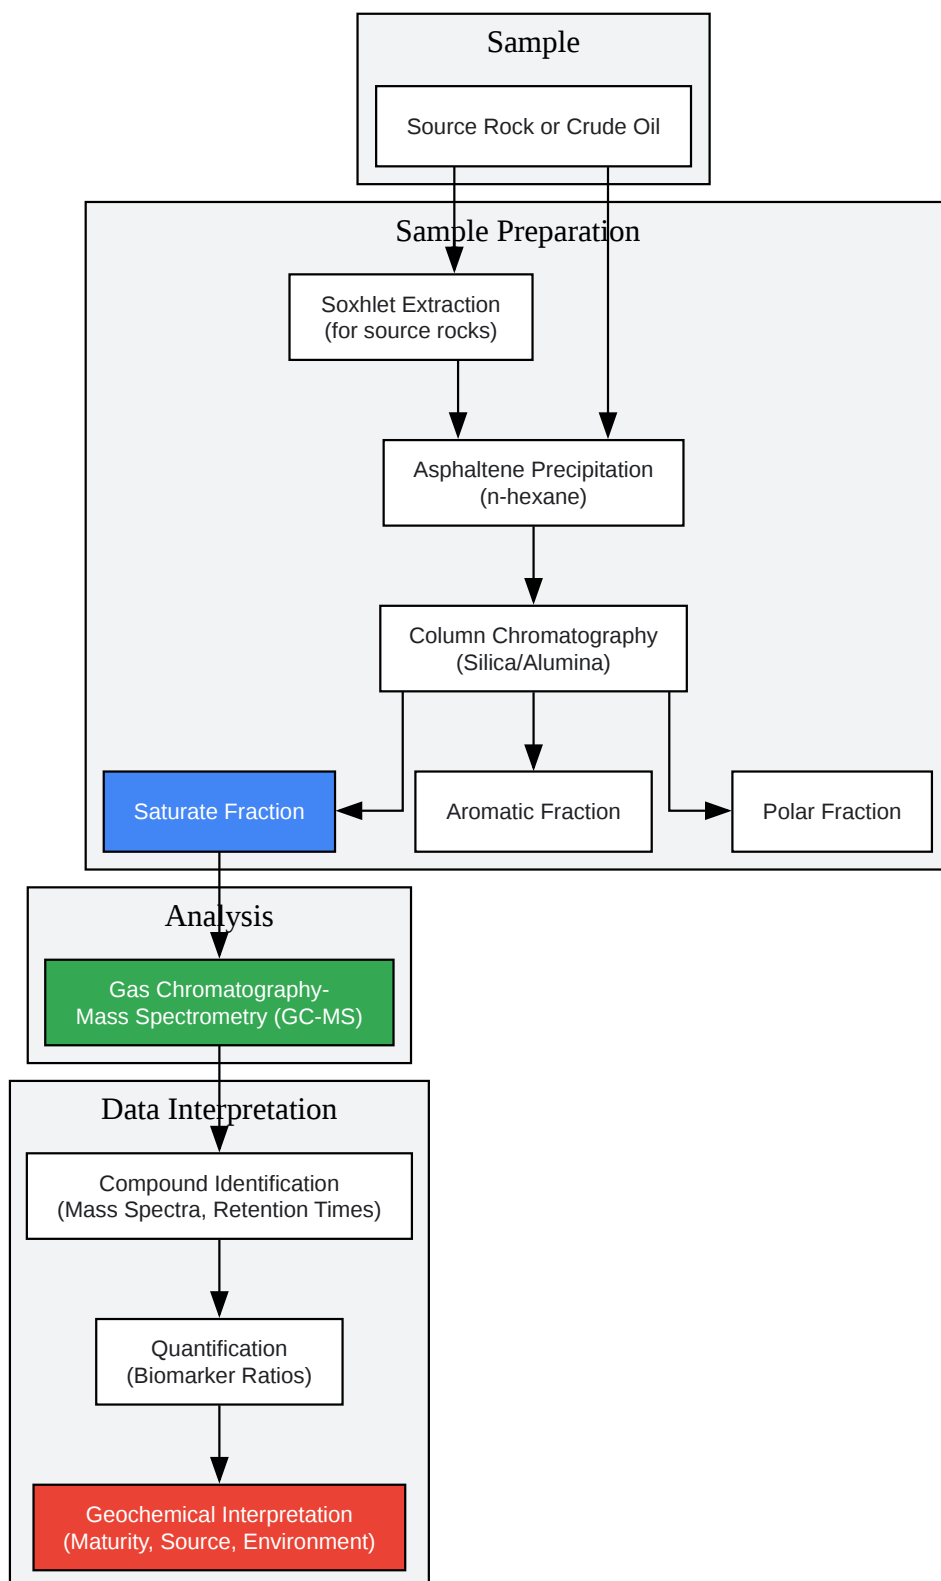 Sample
Source Rock or Crude Oil
Sample Preparation
Soxhlet Extraction
(for source rocks)
Asphaltene Precipitation
(n-hexane)
Column Chromatography
(Silica/Alumina)
Saturate Fraction
Aromatic Fraction
Polar Fraction
Analysis
Gas Chromatography-
Mass Spectrometry (GC-MS)
Data Interpretation
Compound Identification
(Mass Spectra, Retention Times)
Quantification
(Biomarker Ratios)
Geochemical Interpretation
(Maturity, Source, Environment)